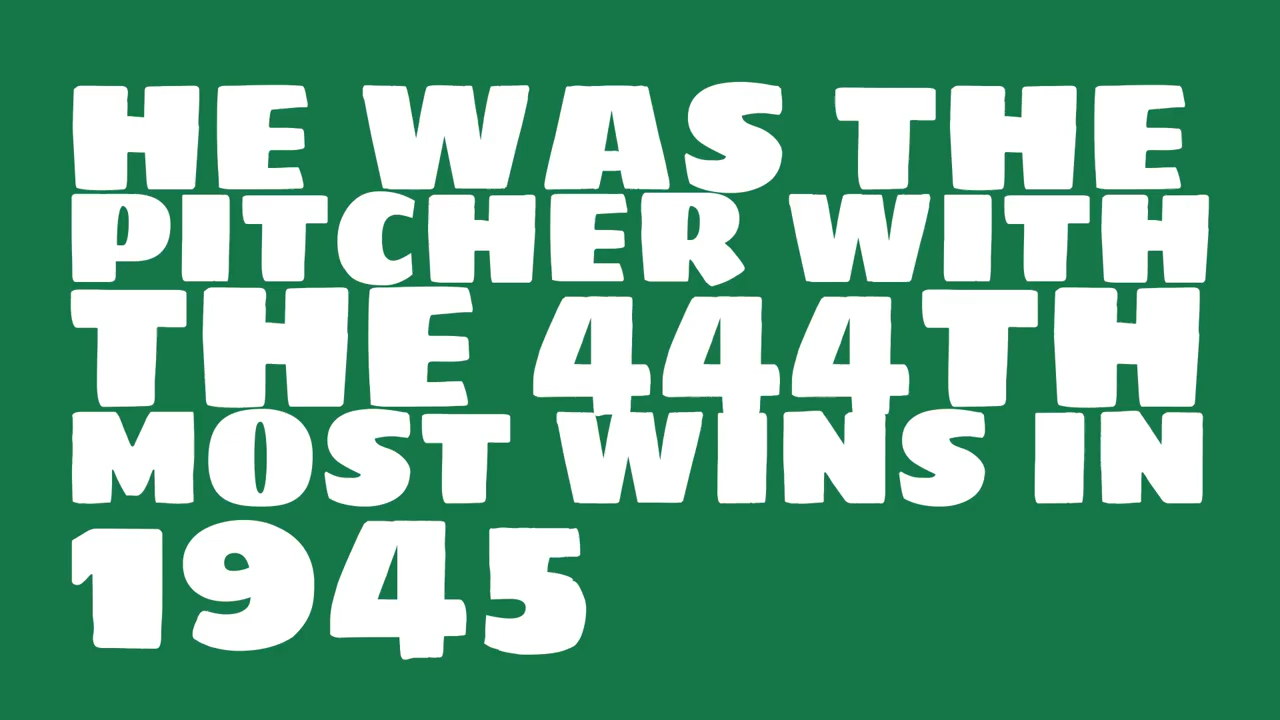 HE WAS THE
PITCHER WITH
THE 444TH
MOST WINS IN
1945